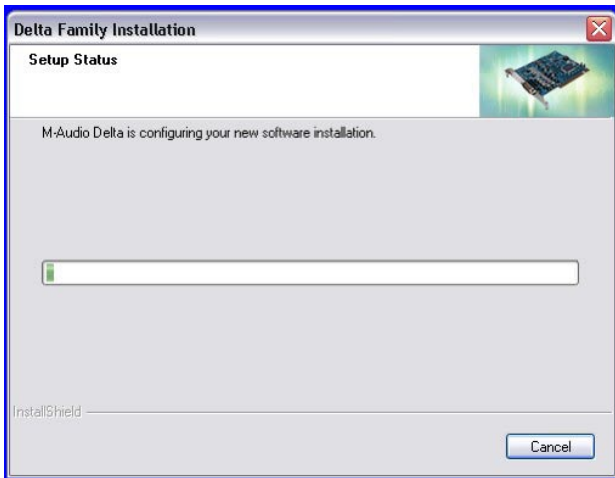 Delta Family Installation
Setup Status
M-Audio Delta is configuring your new software installation.
InstallShield
Cancel